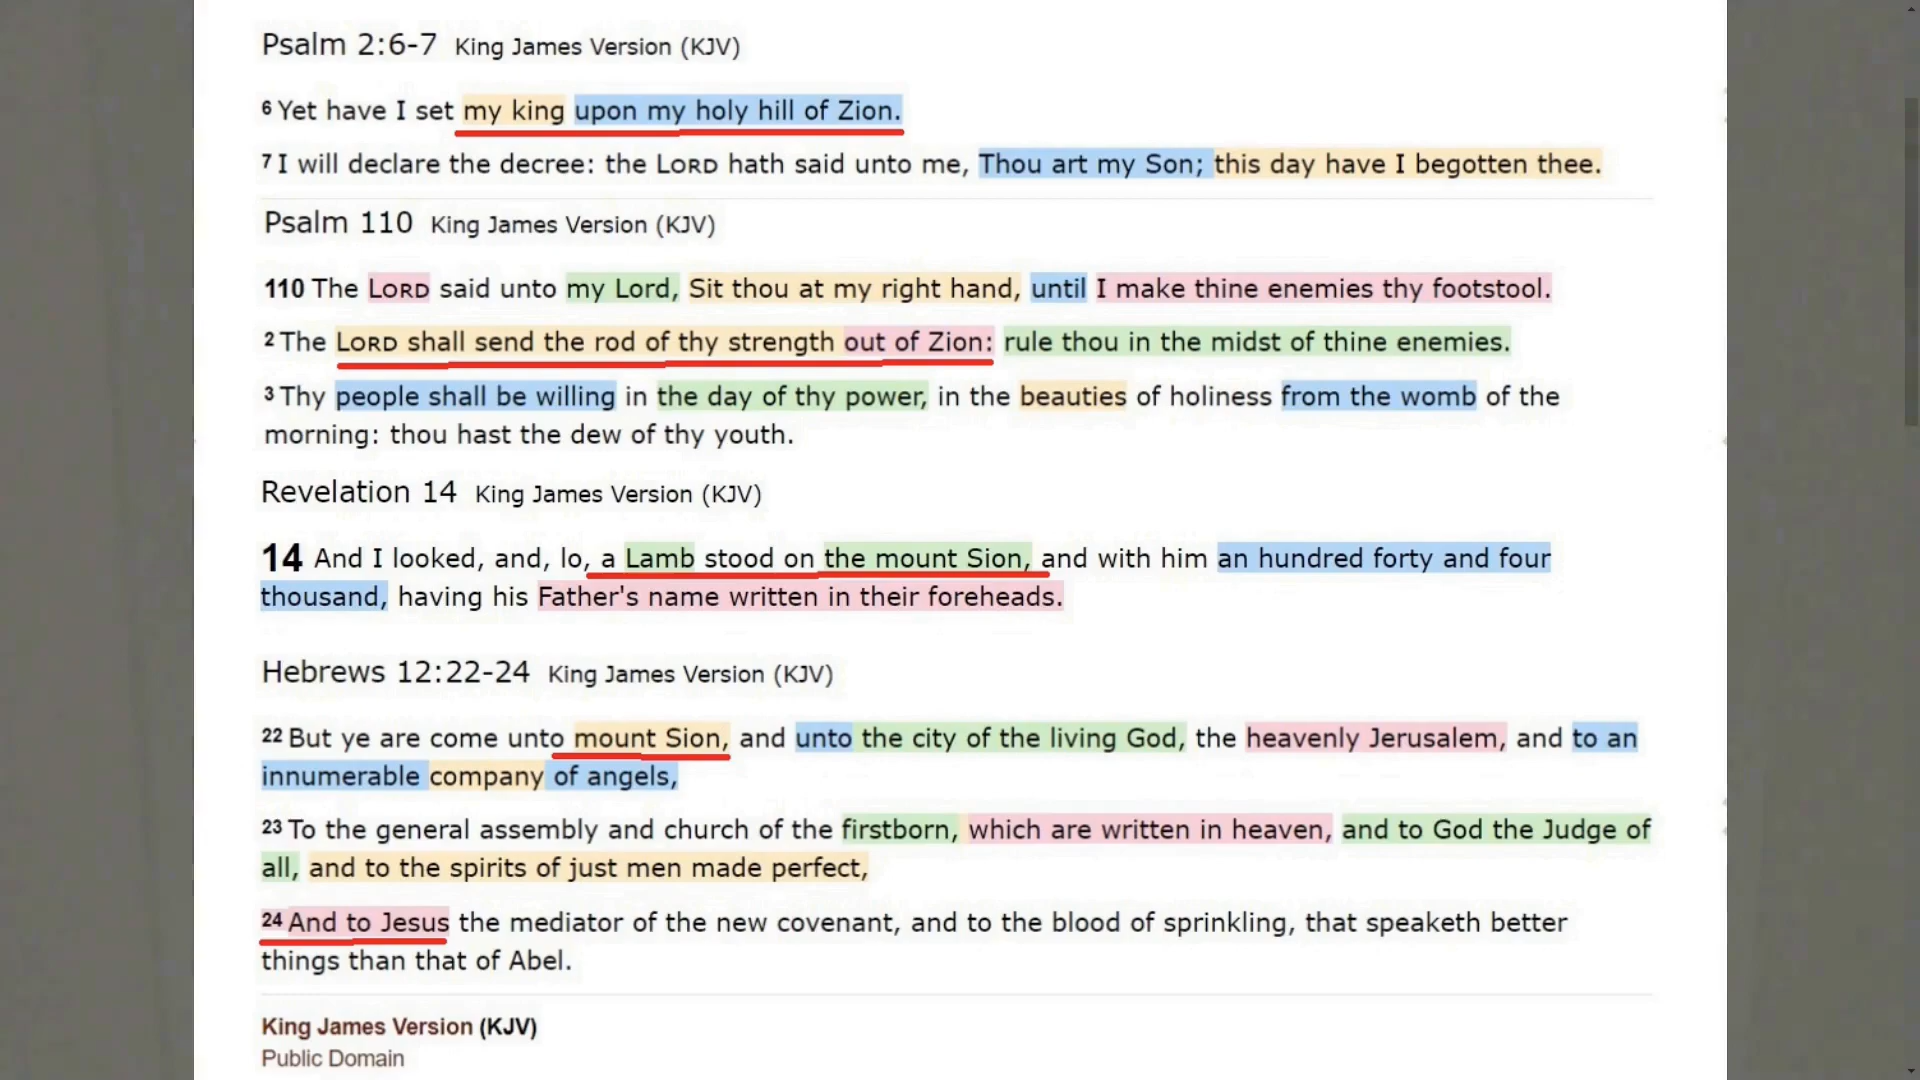 Psalm 2:6-7 King James Version (KJV)
6 Yet have I set my king upon my holy hill of Zion.
7 I will declare the decree: the LORD hath said unto me, Thou art my Son; this day have I begotten thee.
Psalm 110 King James Version (KJV)
110 The LORD said unto my Lord, Sit thou at my right hand, until I make thine enemies thy footstool.
2 The LORD shall send the rod of thy strength out of Zion: rule thou in the midst of thine enemies.
3 Thy people shall be willing in the day of thy power, in the beauties of holiness from the womb of the
morning: thou hast the dew of thy youth.
Revelation 14 King James Version (KJV)
14 And I looked, and, lo, a Lamb stood on the mount Sion, and with him an hundred forty and four
thousand, having his Father's name written in their foreheads.
Hebrews 12:22-24 King James Version (KJV)
22 But ye are come unto mount Sion, and unto the city of the living God, the heavenly Jerusalem, and to an
innumerable company of angels,
23 To the general assembly and church of the firstborn, which are written in heaven, and to God the Judge of
all, and to the spirits of just men made perfect,
24 And to Jesus the mediator of the new covenant, and to the blood of sprinkling, that speaketh better
things than that of Abel.
King James Version (KJV)
Public Domain